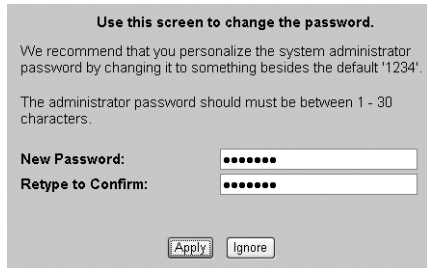 Use this screen to change the password.
We recommend that you personalize the system administrator
password by changing it to something besides the default '1234'.
The administrator password should must be between 1 - 30
characters.
New Password: •••••••
Retype to Confirm: •••••••
Apply Ignore